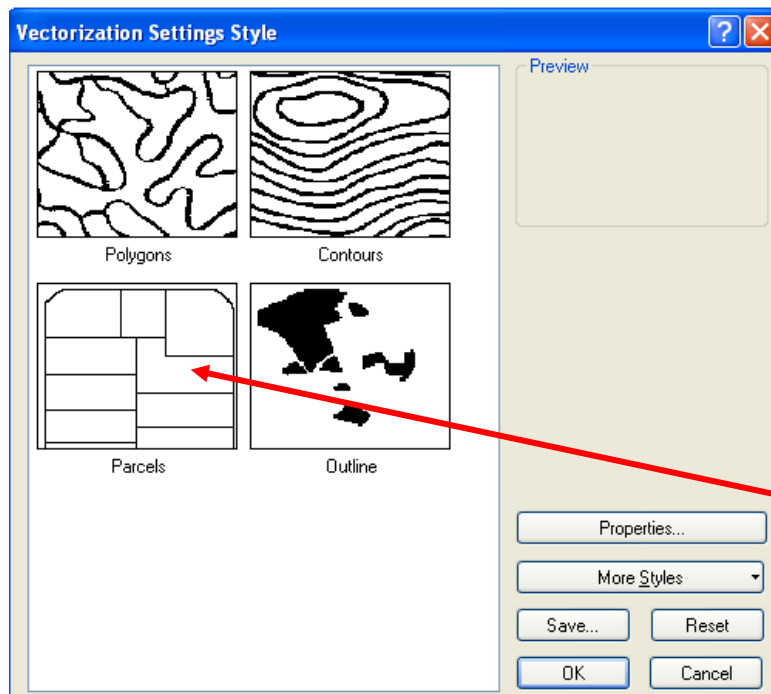 Vectorization Settings Style
Preview
Polygons
Contours
Parcels
Outline
Properties...
More Styles
Save...
Reset
OK
Cancel